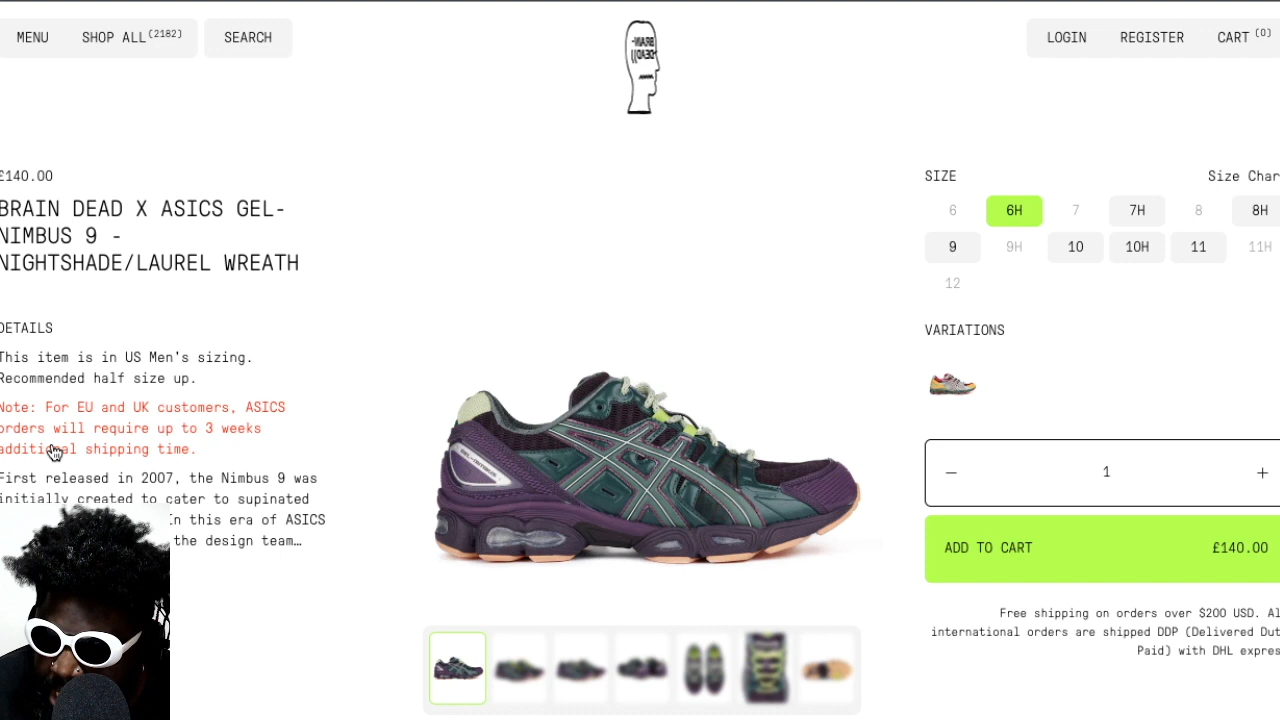 MENU
SHOP ALL(2182)
SEARCH
BRAIN-
DEAD
LOGIN
REGISTER
CART (0)
£140.00
BRAIN DEAD X ASICS GEL-
NIMBUS 9 -
NIGHTSHADE/LAUREL WREATH
DETAILS
This item is in US Men's sizing.
Recommended half size up.
Note: For EU and UK customers, ASICS
orders will require up to 3 weeks
additional shipping time.
First released in 2007, the Nimbus 9 was
initially created to cater to supinated
In this era of ASICS
the design team…
GEL-NIMBUS
SIZE
Size Char
6 6H 7 7H 8 8H
9 9H 10 10H 11 11H
12
VARIATIONS
− 1 +
ADD TO CART £140.00
Free shipping on orders over $200 USD. Al
international orders are shipped DDP (Delivered Dut
Paid) with DHL expres